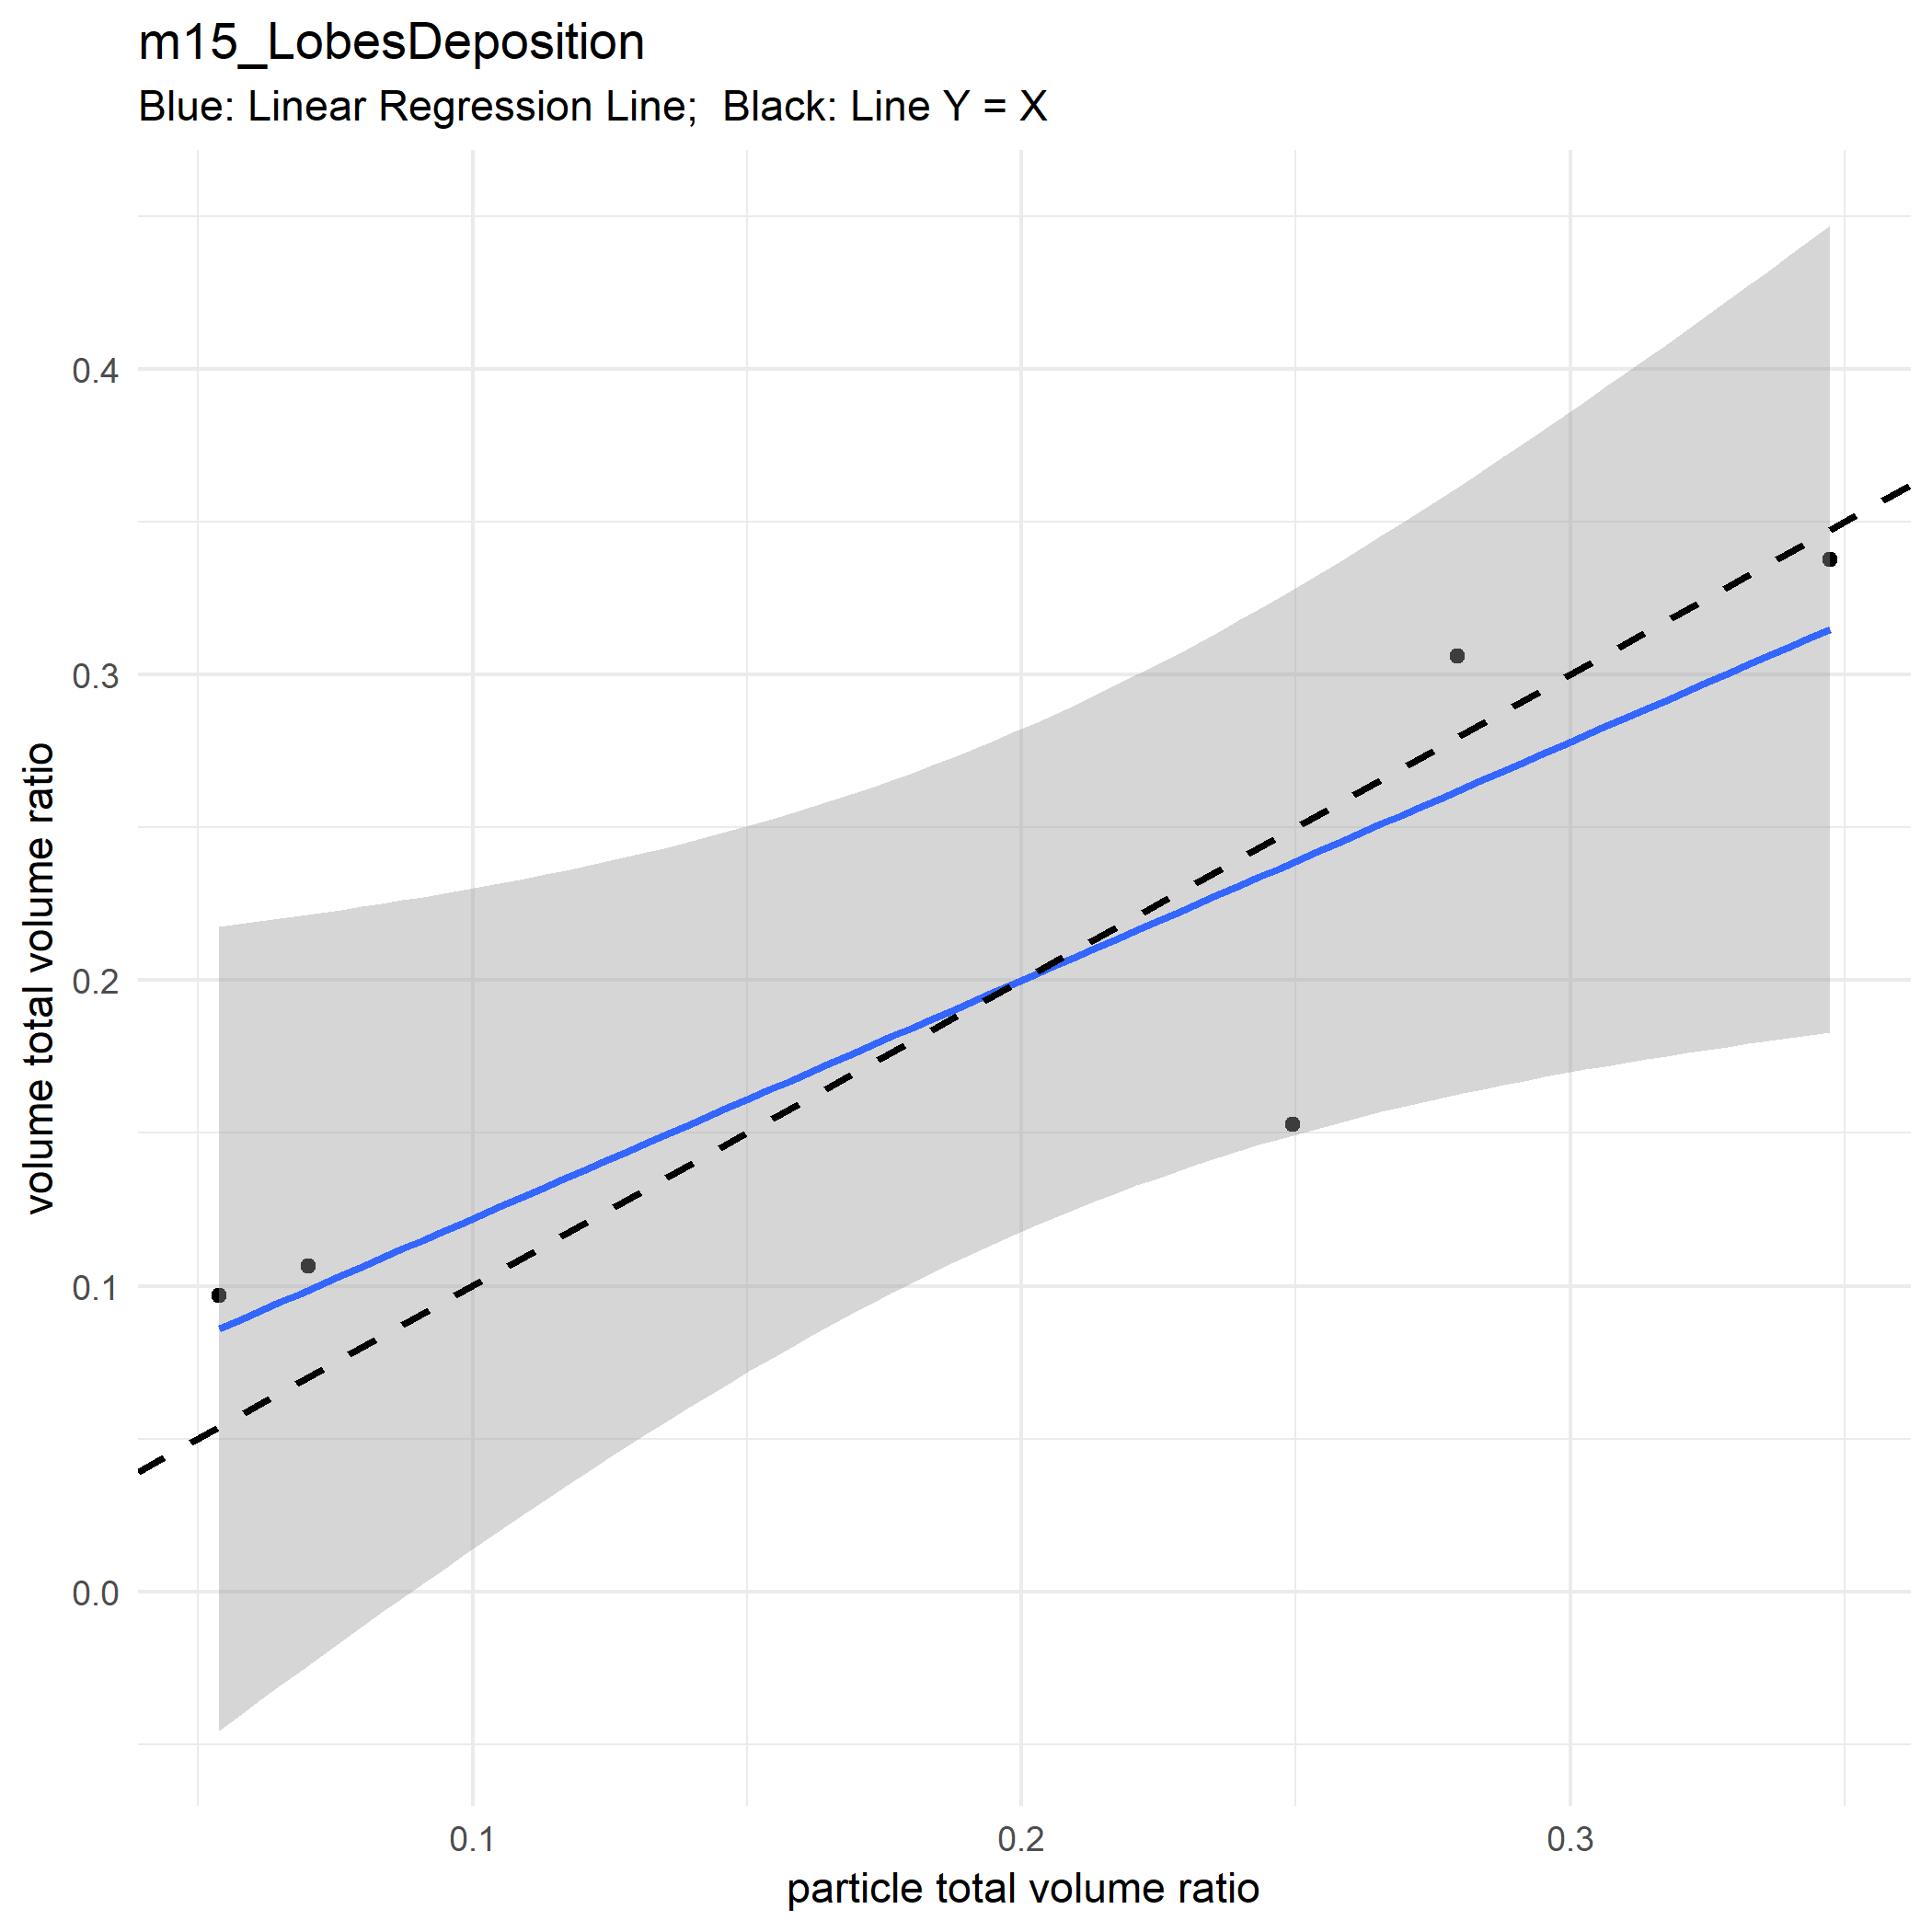 m15_LobesDeposition
Blue: Linear Regression Line;  Black: Line Y = X
0.4
0.3
0.2
0.1
0.0
volume total volume ratio
0.1
0.2
0.3
particle total volume ratio